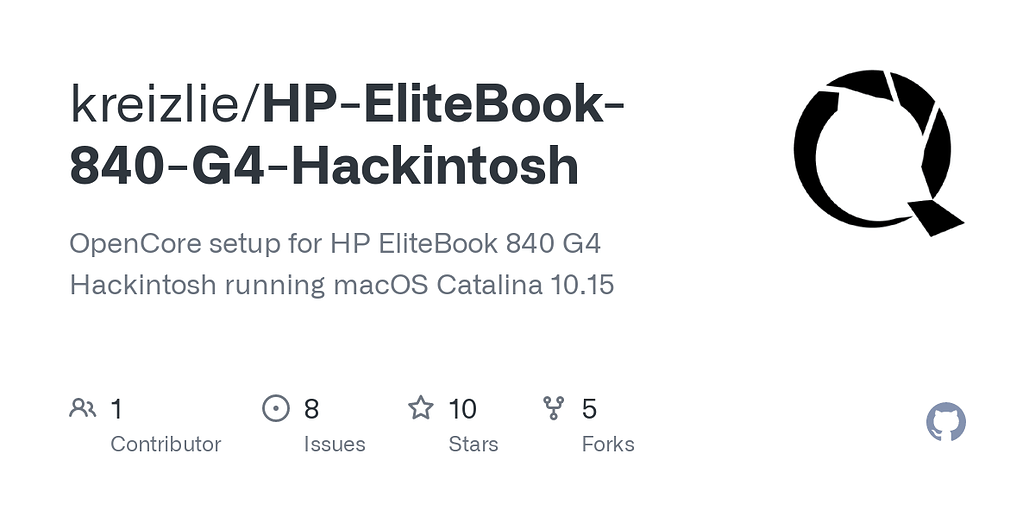 kreizlie/HP-EliteBook-
840-G4-Hackintosh
OpenCore setup for HP EliteBook 840 G4
Hackintosh running macOS Catalina 10.15
1
Contributor
8
Issues
10
Stars
5
Forks